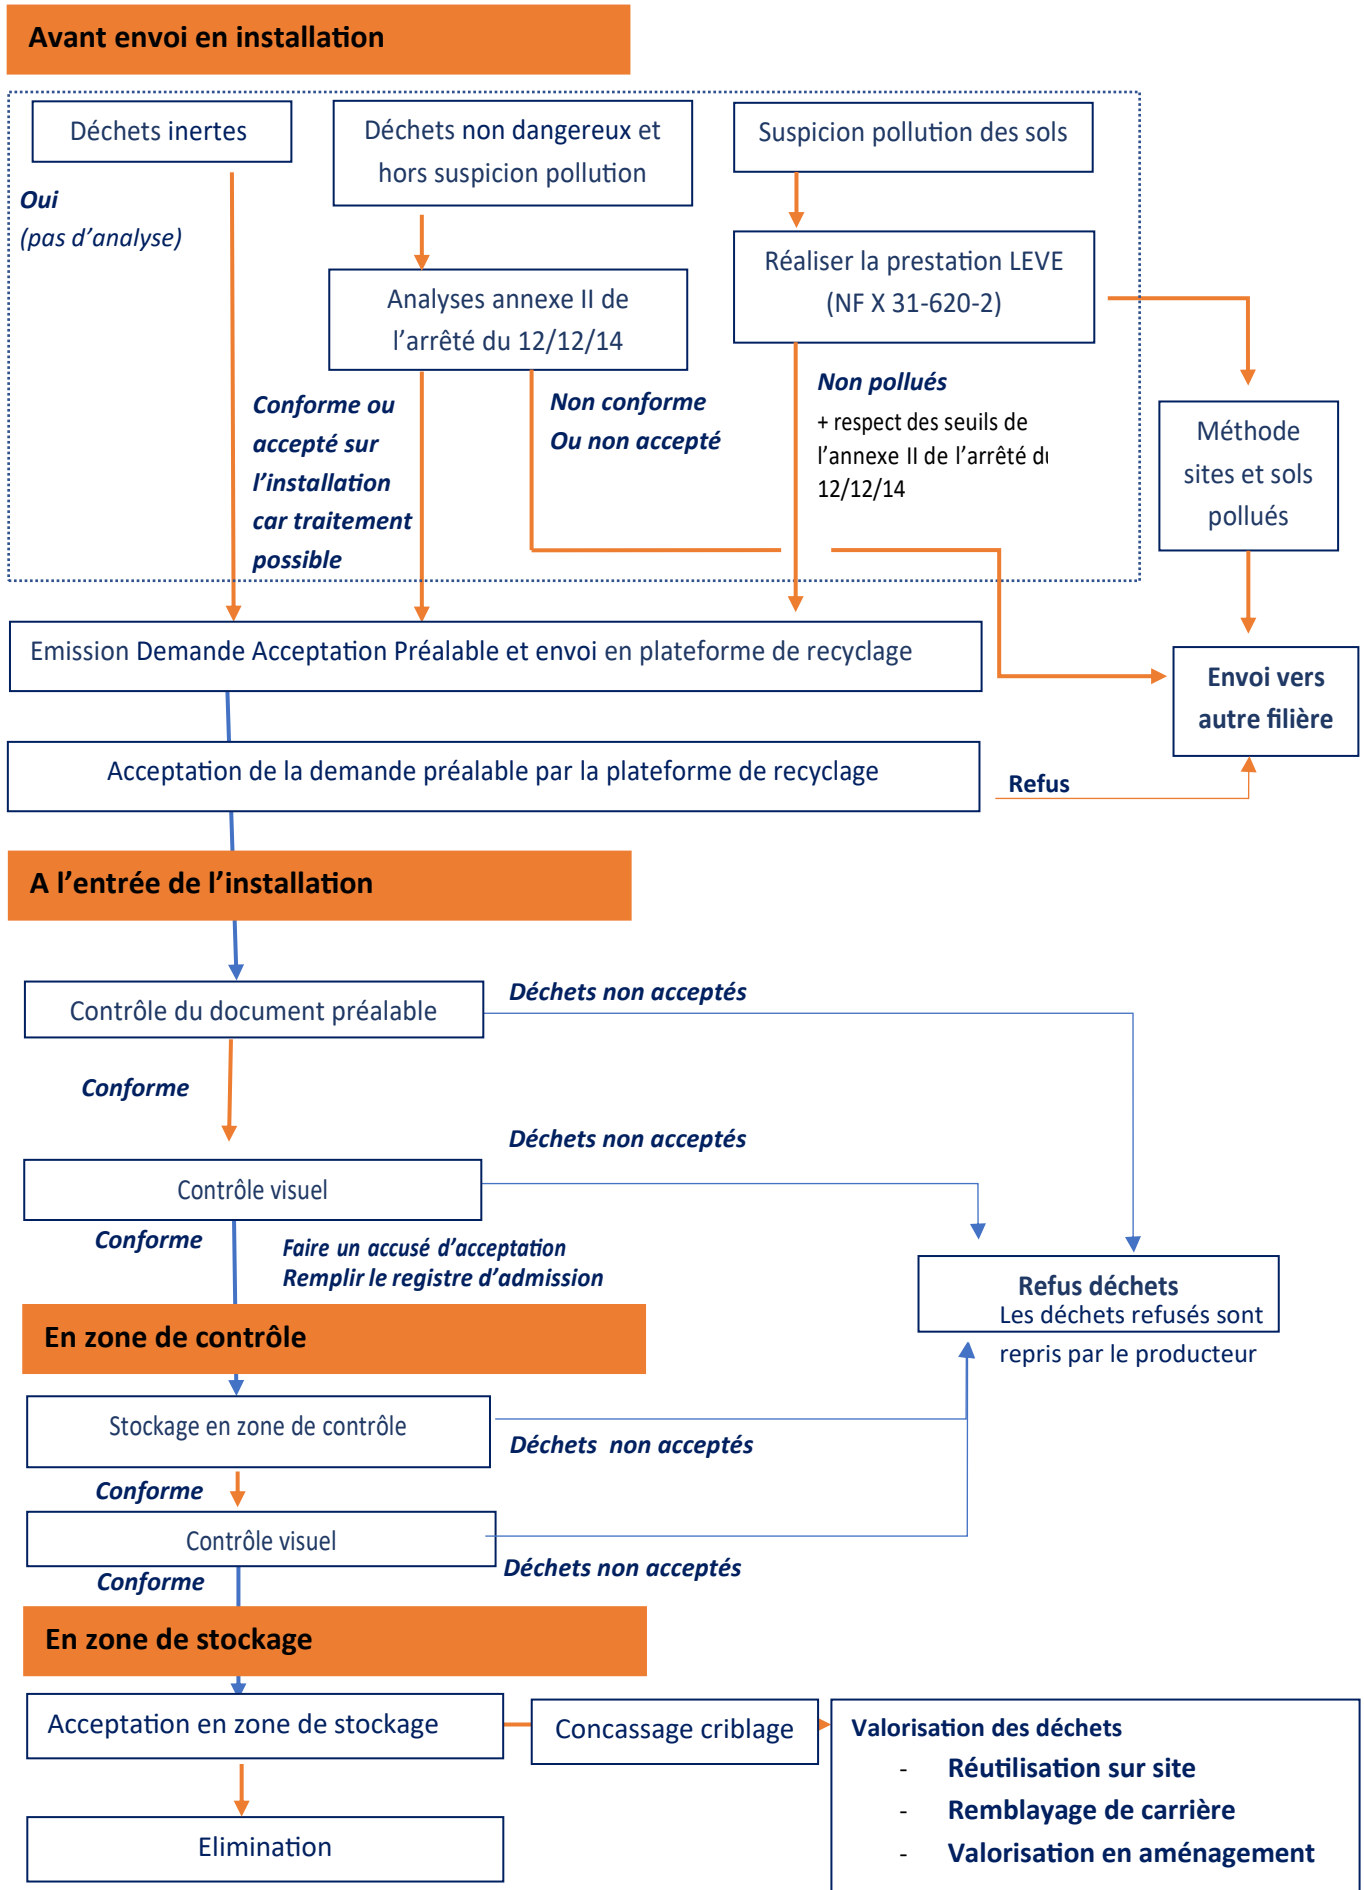 Avant envoi en installation
Déchets inertes
Déchets non dangereux et
hors suspicion pollution
Suspicion pollution des sols
Oui
(pas d'analyse)
Analyses annexe II de
l'arrêté du 12/12/14
Réaliser la prestation LEVE
(NF X 31-620-2)
Conforme ou
accepté sur
l'installation
car traitement
possible
Non conforme
Ou non accepté
Non pollués
+ respect des seuils de
l'annexe II de l'arrêté du
12/12/14
Méthode
sites et sols
pollués
Emission Demande Acceptation Préalable et envoi en plateforme de recyclage
Envoi vers
autre filière
Acceptation de la demande préalable par la plateforme de recyclage
Refus
A l'entrée de l'installation
Contrôle du document préalable
Déchets non acceptés
Conforme
Déchets non acceptés
Contrôle visuel
Conforme
Faire un accusé d'acceptation
Remplir le registre d'admission
Refus déchets
Les déchets refusés sont
repris par le producteur
En zone de contrôle
Stockage en zone de contrôle
Déchets non acceptés
Conforme
Contrôle visuel
Déchets non acceptés
Conforme
En zone de stockage
Acceptation en zone de stockage
Concassage criblage
Valorisation des déchets
- Réutilisation sur site
- Remblayage de carrière
- Valorisation en aménagement
Elimination